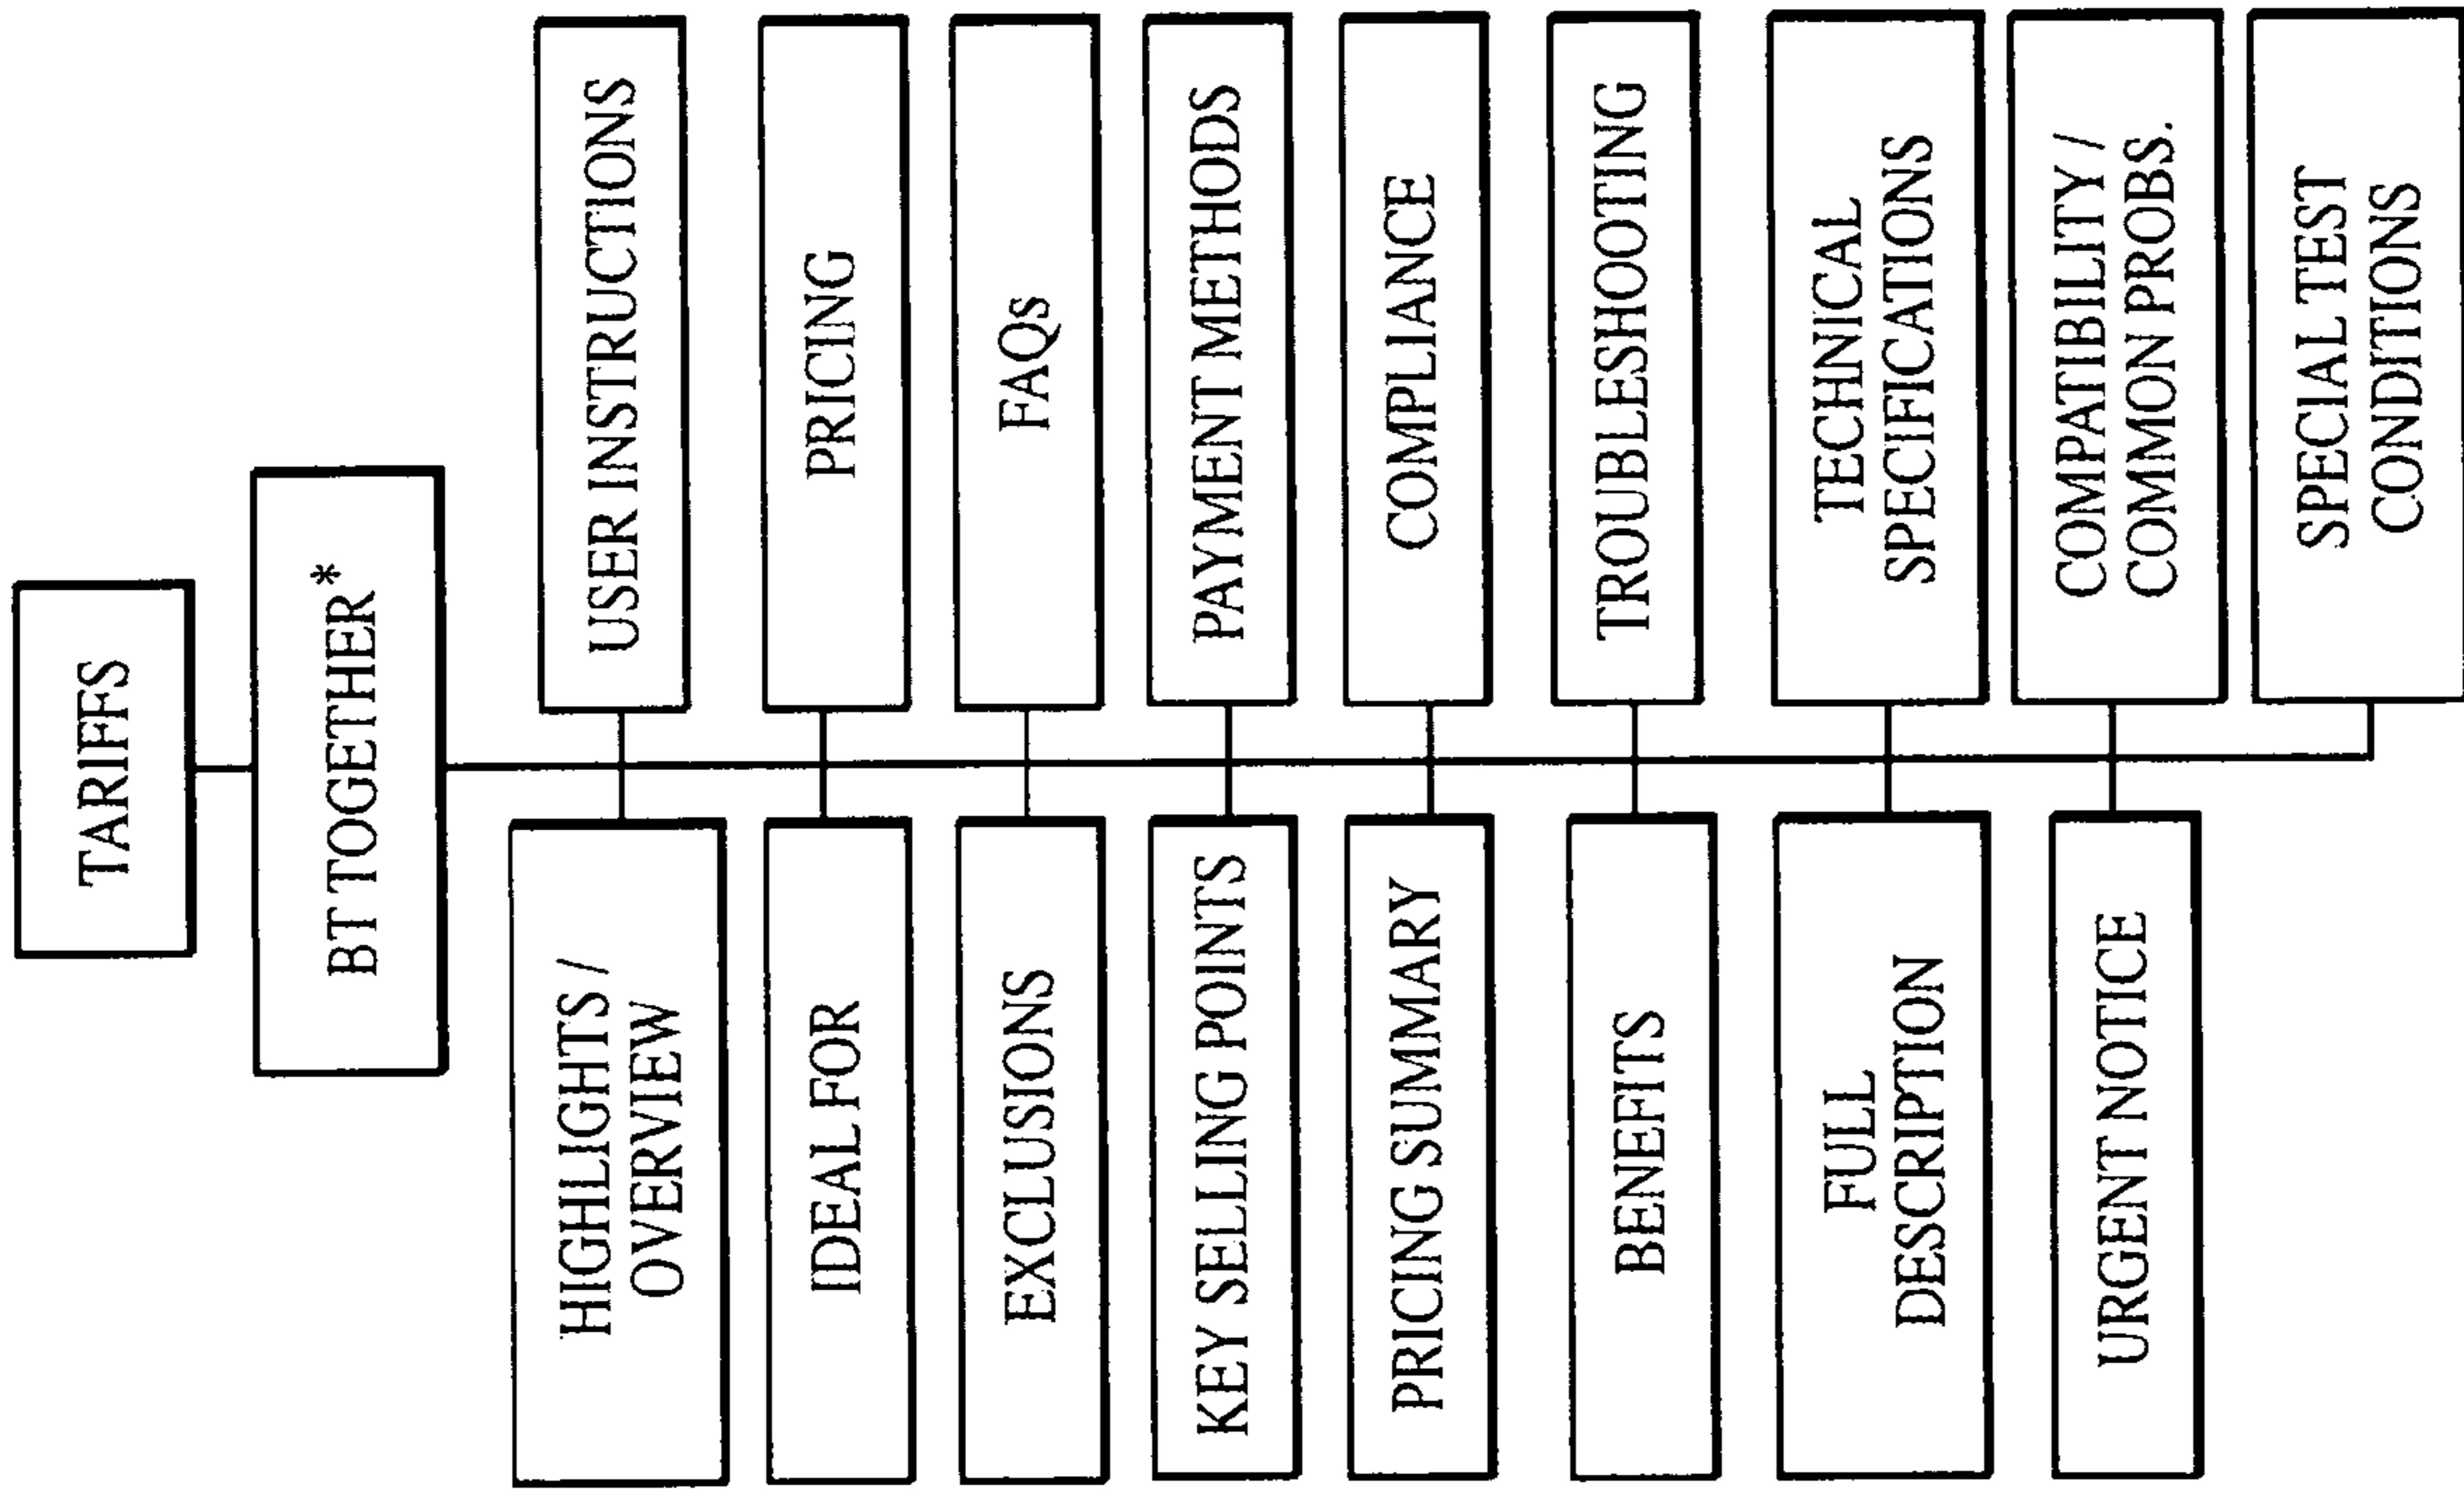 TARIFFS
BT TOGETHER*
HIGHLIGHTS /
OVERVIEW
USER INSTRUCTIONS
IDEAL FOR
PRICING
EXCLUSIONS
FAQs
KEY SELLING POINTS
PAYMENT METHODS
PRICING SUMMARY
COMPLIANCE
BENEFITS
TROUBLESHOOTING
FULL
DESCRIPTION
TECHNICAL
SPECIFICATIONS
URGENT NOTICE
COMPATIBILITY /
COMMON PROBS.
SPECIAL TEST
CONDITIONS